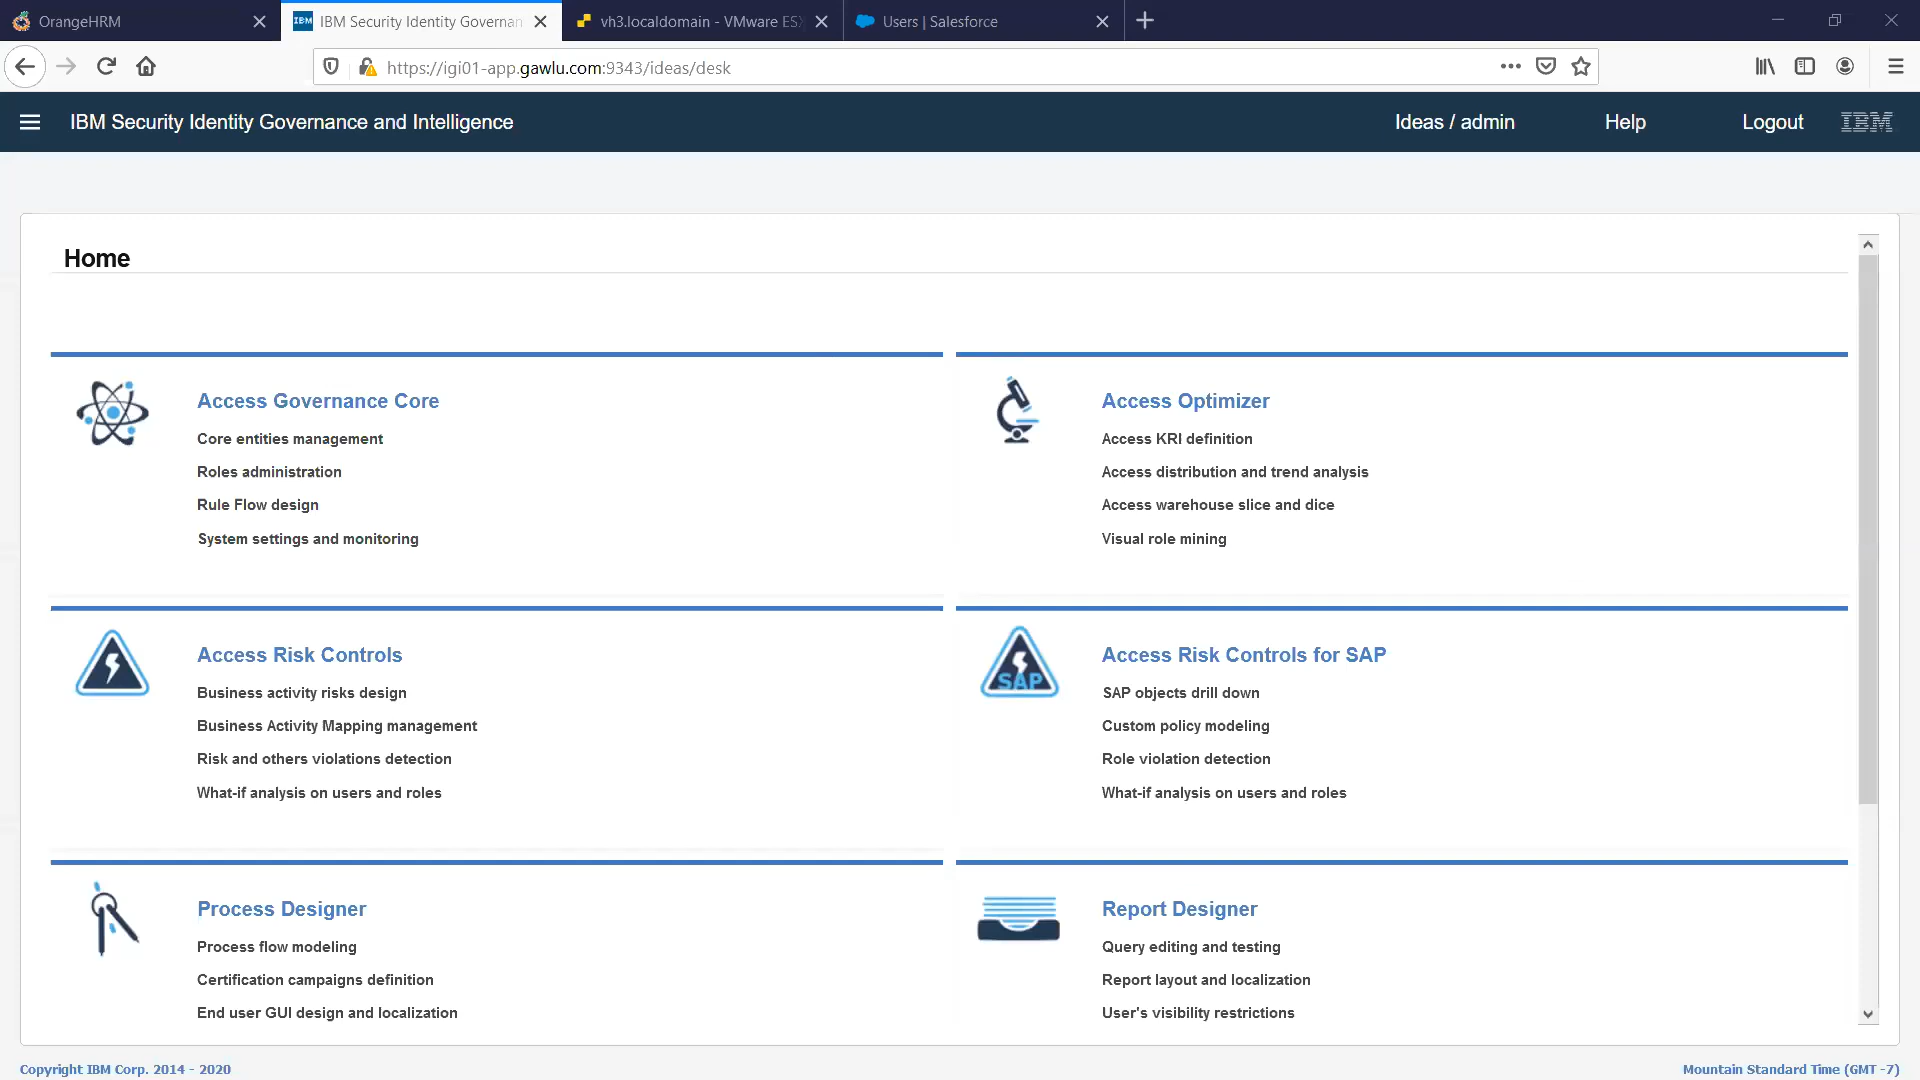 OrangeHRM
IBM Security Identity Governan
vh3.localdomain - VMware ESX
Users | Salesforce
https://igi01-app.gawlu.com:9343/ideas/desk
IBM Security Identity Governance and Intelligence
Ideas / admin
Help
Logout
IBM
Home
Access Governance Core
Core entities management
Roles administration
Rule Flow design
System settings and monitoring
Access Optimizer
Access KRI definition
Access distribution and trend analysis
Access warehouse slice and dice
Visual role mining
Access Risk Controls
Business activity risks design
Business Activity Mapping management
Risk and others violations detection
What-if analysis on users and roles
SAP
Access Risk Controls for SAP
SAP objects drill down
Custom policy modeling
Role violation detection
What-if analysis on users and roles
Process Designer
Process flow modeling
Certification campaigns definition
End user GUI design and localization
Report Designer
Query editing and testing
Report layout and localization
User's visibility restrictions
Copyright IBM Corp. 2014 - 2020
Mountain Standard Time (GMT -7)